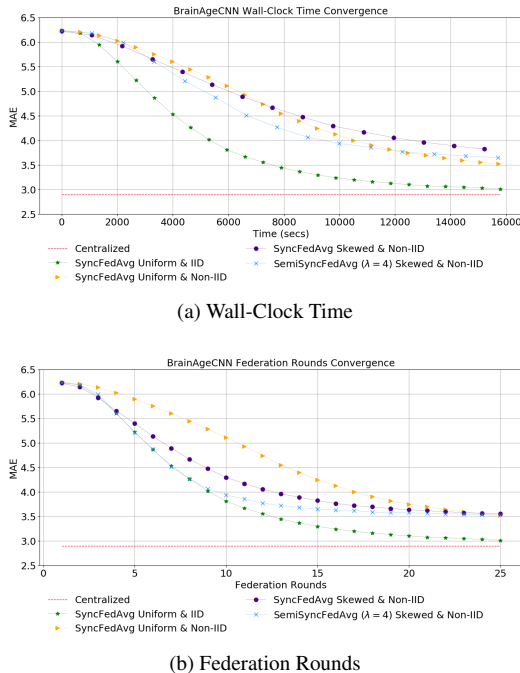 BrainAgeCNN Wall-Clock Time Convergence
6.5
6.0
5.5
5.0
4.5
4.0
3.5
3.0
2.5
MAE
0 2000 4000 6000 8000 10000 12000 14000 16000
Time (secs)
Centralized
SyncFedAvg Uniform & IID
SyncFedAvg Uniform & Non-IID
SyncFedAvg Skewed & Non-IID
SemiSyncFedAvg (λ = 4) Skewed & Non-IID
(a) Wall-Clock Time
BrainAgeCNN Federation Rounds Convergence
6.5
6.0
5.5
5.0
4.5
4.0
3.5
3.0
2.5
MAE
0 5 10 15 20 25
Federation Rounds
Centralized
SyncFedAvg Uniform & IID
SyncFedAvg Uniform & Non-IID
SyncFedAvg Skewed & Non-IID
SemiSyncFedAvg (λ = 4) Skewed & Non-IID
(b) Federation Rounds